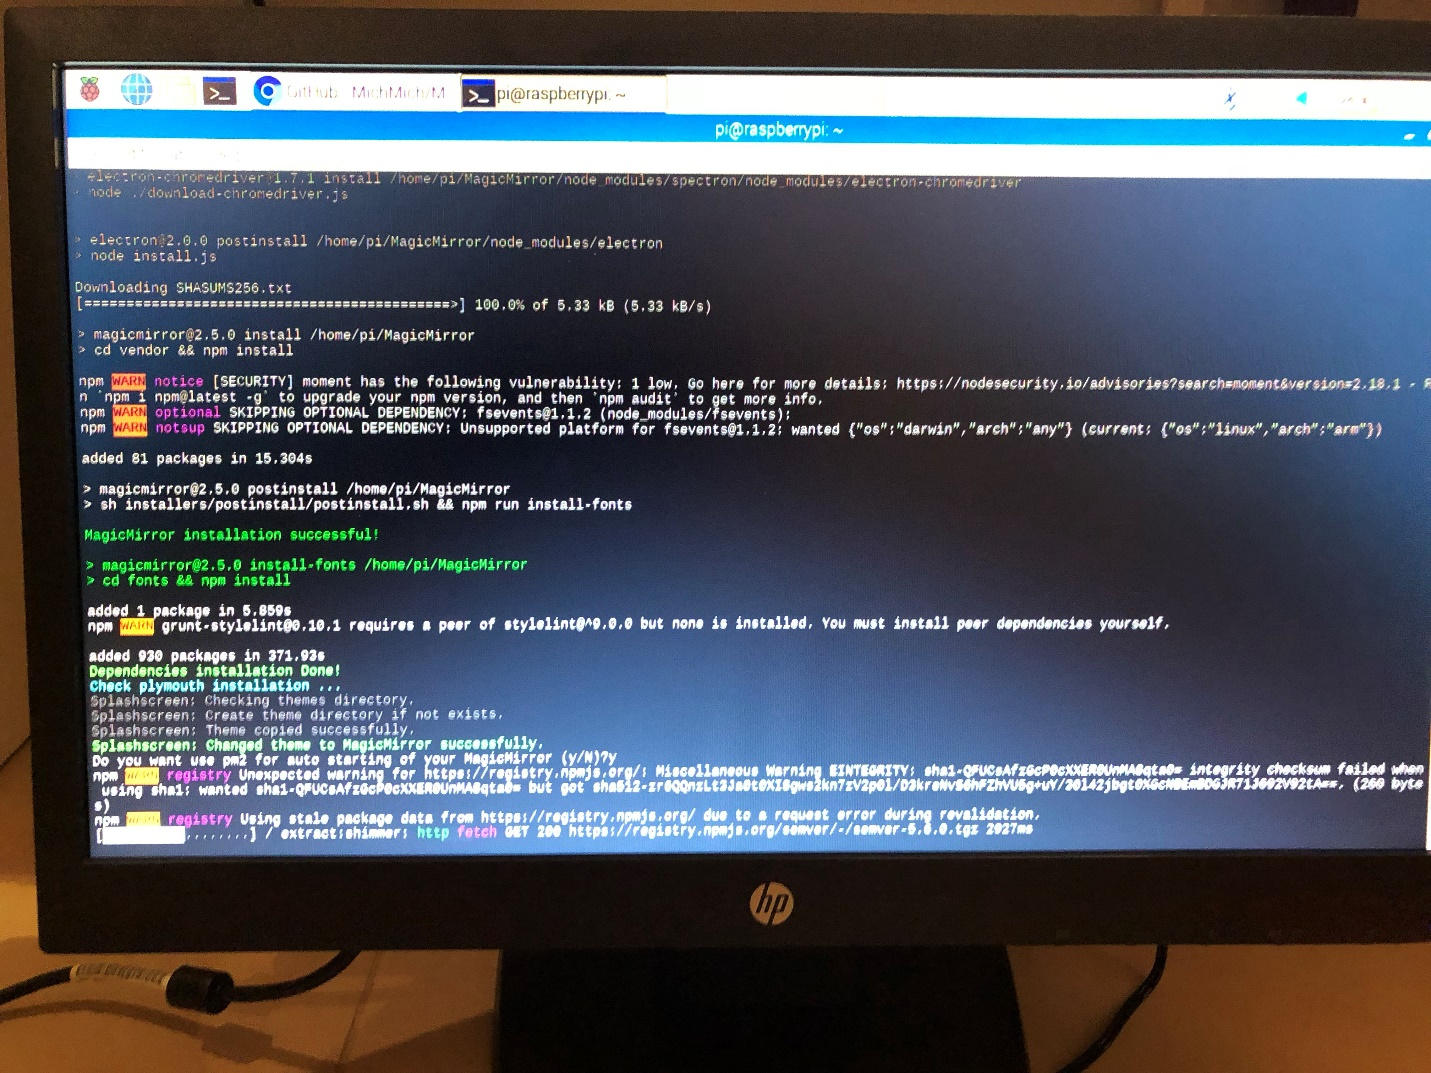 GitHub - MichMich/M
pi@raspberrypi: ~
pi@raspberrypi: ~
electron-chromedriver@1.7.1 install /home/pi/MagicMirror/node_modules/spectron/node_modules/electron-chromedriver
> node ./download-chromedriver.js
> electron@2.0.0 postinstall /home/pi/MagicMirror/node_modules/electron
> node install.js
Downloading SHASUMS256.txt
[============================================>] 100.0% of 5.33 kB (5.33 kB/s)
> magicmirror@2.5.0 install /home/pi/MagicMirror
> cd vendor && npm install
npm WARN notice [SECURITY] moment has the following vulnerability: 1 low. Go here for more details: https://nodesecurity.io/advisories?search=moment&version=2.18.1 - R
n `npm i npm@latest -g` to upgrade your npm version, and then `npm audit` to get more info.
npm WARN optional SKIPPING OPTIONAL DEPENDENCY: fsevents@1.1.2 (node_modules/fsevents):
npm WARN notsup SKIPPING OPTIONAL DEPENDENCY: Unsupported platform for fsevents@1.1.2: wanted {"os":"darwin","arch":"any"} (current: {"os":"linux","arch":"arm"})
added 81 packages in 15.304s
> magicmirror@2.5.0 postinstall /home/pi/MagicMirror
> sh installers/postinstall/postinstall.sh && npm run install-fonts
MagicMirror installation successful!
> magicmirror@2.5.0 install-fonts /home/pi/MagicMirror
> cd fonts && npm install
added 1 package in 5.859s
npm WARN grunt-stylelint@0.10.1 requires a peer of stylelint@^9.0.0 but none is installed. You must install peer dependencies yourself.
added 930 packages in 371.93s
Dependencies installation Done!
Check plymouth installation ...
Splashscreen: Checking themes directory.
Splashscreen: Create theme directory if not exists.
Splashscreen: Theme copied successfully.
Splashscreen: Changed theme to MagicMirror successfully.
Do you want use pm2 for auto starting of your MagicMirror (y/N)?y
npm WARN registry Unexpected warning for https://registry.npmjs.org/: Miscellaneous Warning EINTEGRITY: integrity checksum failed when
using sha1: wanted but got (260 byte
s)
npm WARN registry Using stale package data from https://registry.npmjs.org/ due to a request error during revalidation.
[ ........] / extract:shimmer: http fetch GET 200 https://registry.npmjs.org/semver/-/semver-5.6.0.tgz 2027ms
hp